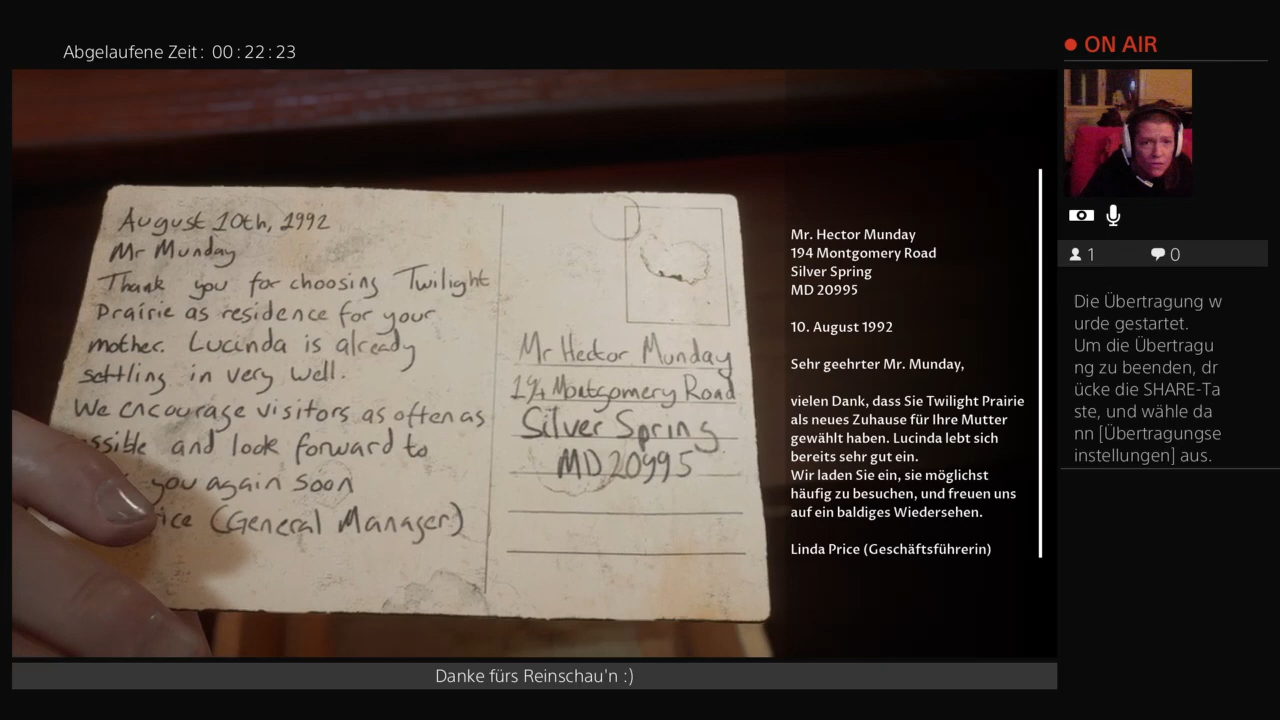 Abgelaufene Zeit: 00:22:23
ON AIR
August 10th, 1992
Mr Munday
Thank you for choosing Twilight
Prairie as residence for your
mother. Lucinda is already
settling in very well.
We encourage visitors as often as
ssible and look forward to
you again soon
ice (General Manager)
Mr Hector Munday
194 Montgomery Road
Silver Spring
MD 20995
Mr. Hector Munday
194 Montgomery Road
Silver Spring
MD 20995
10. August 1992
Sehr geehrter Mr. Munday,
vielen Dank, dass Sie Twilight Prairie
als neues Zuhause für Ihre Mutter
gewählt haben. Lucinda lebt sich
bereits sehr gut ein.
Wir laden Sie ein, sie möglichst
häufig zu besuchen, und freuen uns
auf ein baldiges Wiedersehen.
Linda Price (Geschäftsführerin)
1 0
Die Übertragung w
urde gestartet.
Um die Übertragu
ng zu beenden, dr
ücke die SHARE-Ta
ste, und wähle da
nn [Übertragungse
instellungen] aus.
Danke fürs Reinschau'n :)